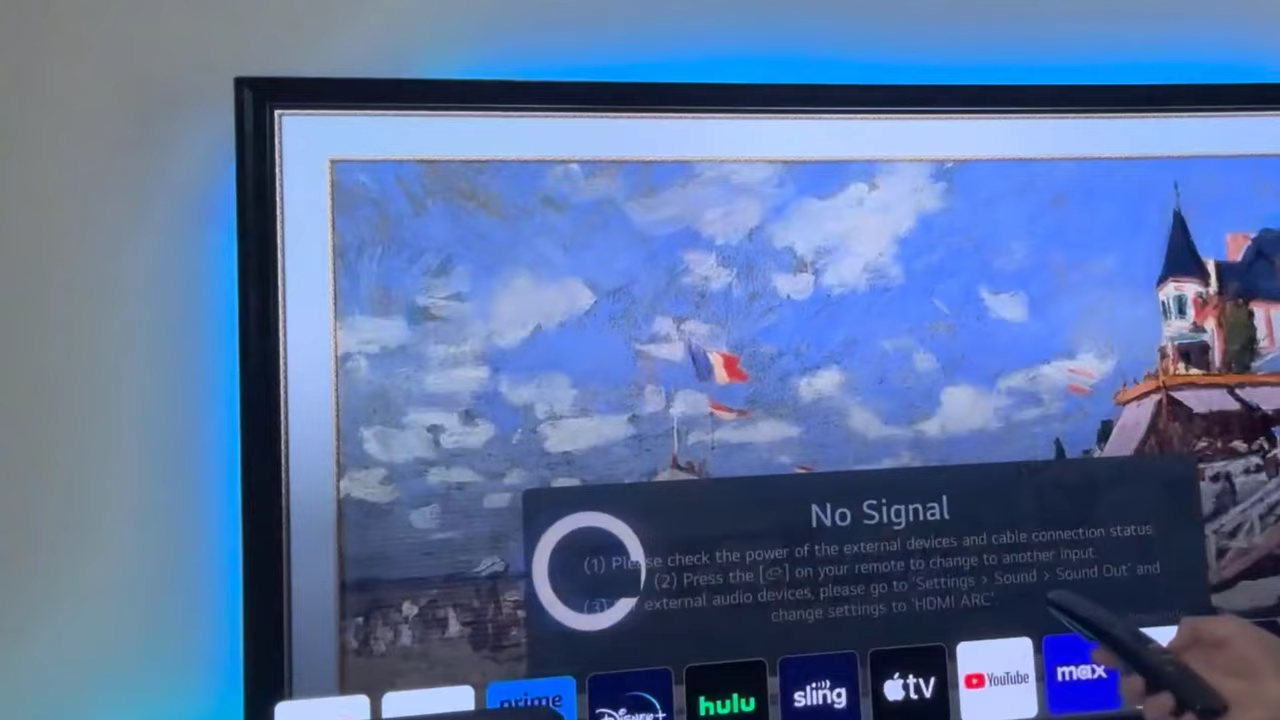 No Signal
(1) Please check the power of the external devices and cable connection status
(2) Press the [] on your remote to change to another input.
(3) external audio devices, please go to 'Settings > Sound > Sound Out' and
change settings to 'HDMI ARC'.
prime
Disney+
hulu
sling
tv
YouTube
max